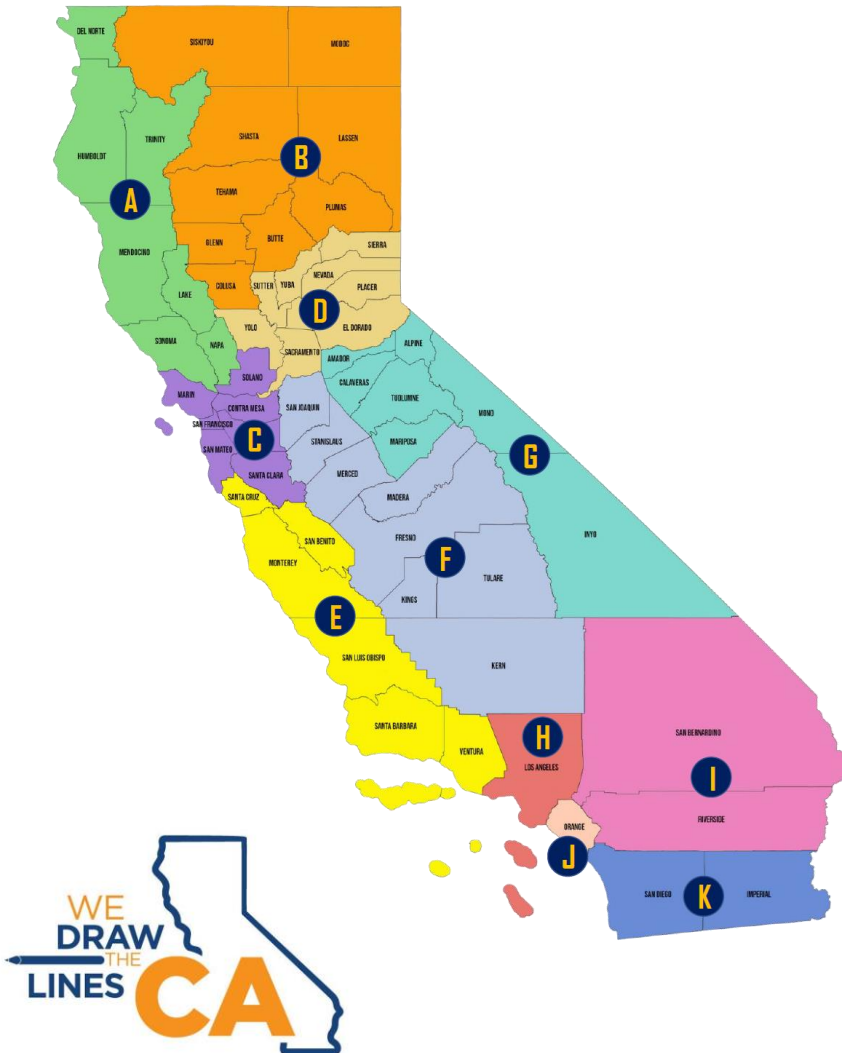 DEL NORTE
SISKIYOU
MODOC
SHASTA
LASSEN
TRINITY
HUMBOLDT
B
TEHAMA
A
PLUMAS
BUTTE
GLENN
MENDOCINO
SIERRA
NEVADA
COLUSA
SUTTER
YUBA
PLACER
LAKE
D
YOLO
EL DORADO
SONOMA
NAPA
SACRAMENTO
ALPINE
AMADOR
SOLANO
CALAVERAS
MARIN
TUOLUMNE
CONTRA MESA
SAN JOAQUIN
MONO
SAN FRANCISCO
C
STANISLAUS
MARIPOSA
SAN MATEO
G
SANTA CLARA
MERCED
SANTA CRUZ
MADERA
INYO
FRESNO
SAN BENITO
F
MONTEREY
TULARE
KINGS
E
SAN LUIS OBISPO
KERN
SANTA BARBARA
SAN BERNARDINO
H
VENTURA
LOS ANGELES
I
RIVERSIDE
ORANGE
J
SAN DIEGO
K
IMPERIAL
WE
DRAW
THE
LINES
CA